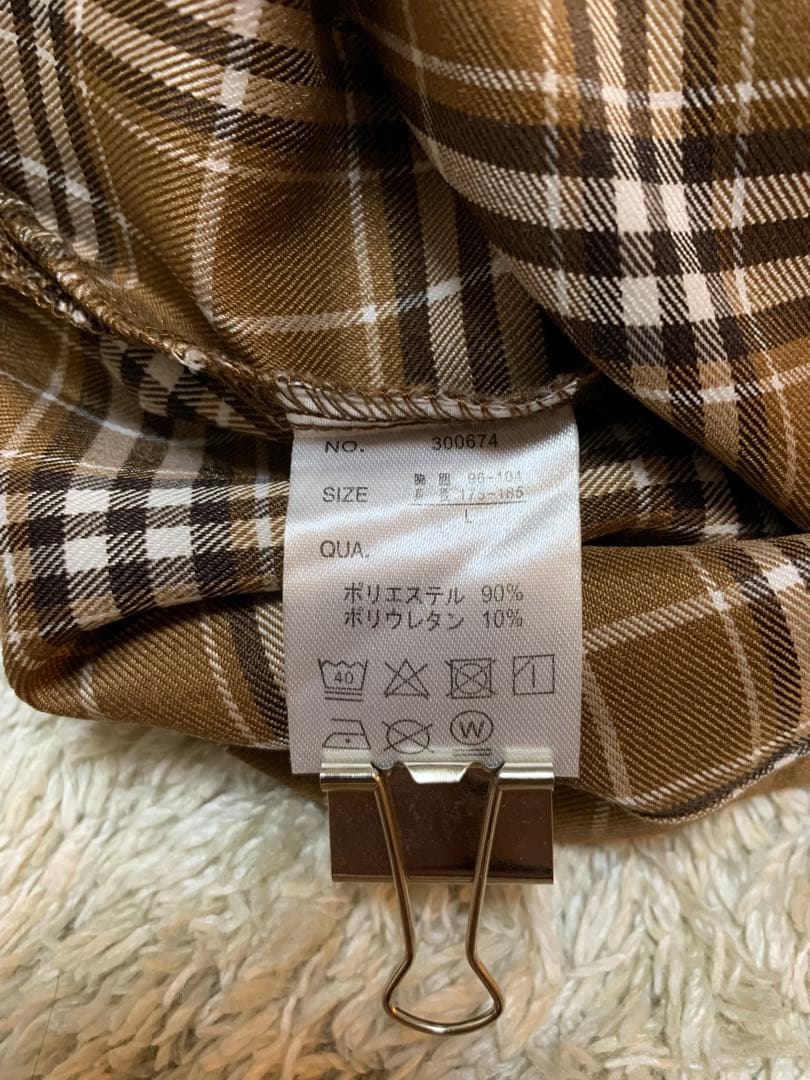 NO. 300674
SIZE 胸囲 96-104
身長 175-185
L
QUA.
ポリエステル 90%
ポリウレタン 10%
40
W